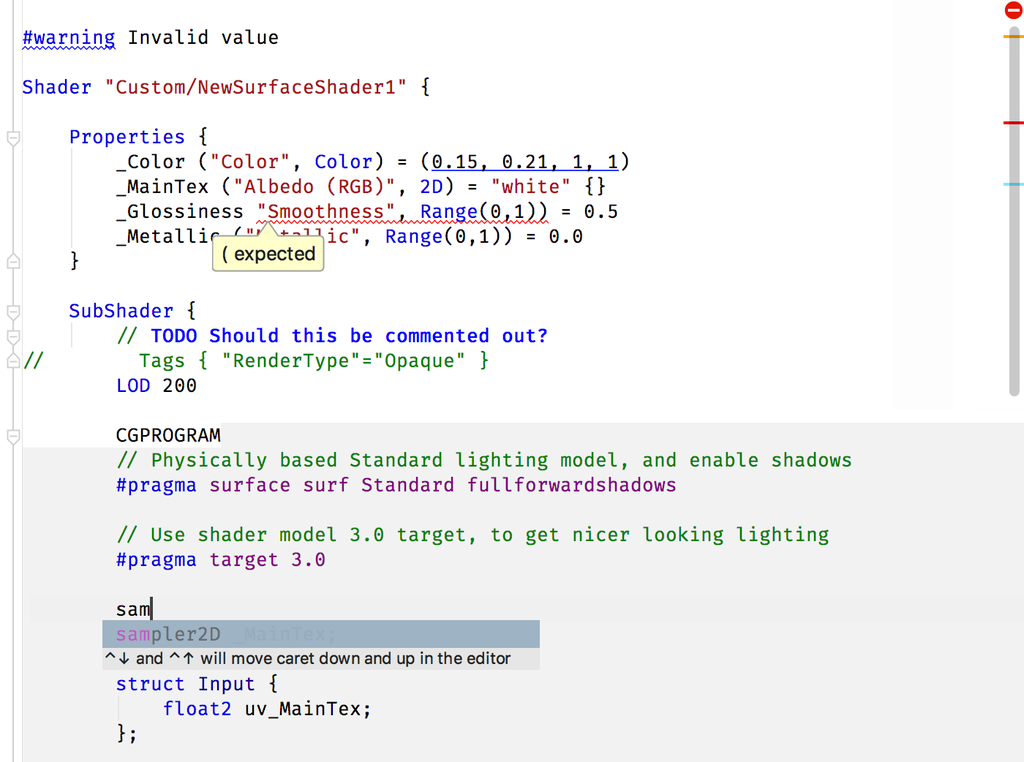 #warning Invalid value
Shader "Custom/NewSurfaceShader1" {
Properties {
_Color ("Color", Color) = (0.15, 0.21, 1, 1)
_MainTex ("Albedo (RGB)", 2D) = "white" {}
_Glossiness "Smoothness", Range(0,1)) = 0.5
_Metallic ("Metallic", Range(0,1)) = 0.0
( expected
}
SubShader {
// TODO Should this be commented out?
// Tags { "RenderType"="Opaque" }
LOD 200
CGPROGRAM
// Physically based Standard lighting model, and enable shadows
#pragma surface surf Standard fullforwardshadows
// Use shader model 3.0 target, to get nicer looking lighting
#pragma target 3.0
sam
sampler2D _MainTex;
^↓ and ^↑ will move caret down and up in the editor
struct Input {
float2 uv_MainTex;
};